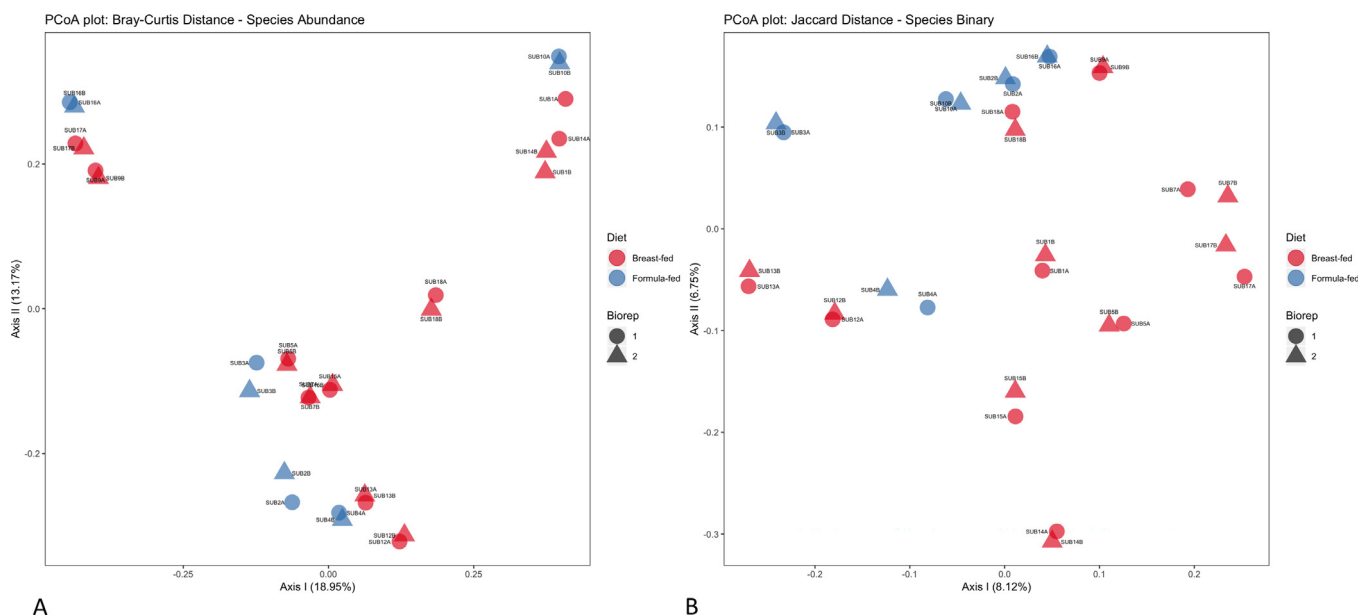 PCoA plot: Bray-Curtis Distance - Species Abundance
SUB10A
SUB10B
SUB16B
SUB16A
SUB1A
SUB17A
SUB14A
SUB17B
SUB14B
SUB9B
SUB1B
0.2
Axis II (13.17%)
0.0
-0.2
SUB18A
SUB18B
SUB5A
SUB5B
SUB3A
SUB15A
SUB3B
SUB7B
SUB2B
SUB2A
SUB13A
SUB13B
SUB4A
SUB4B
SUB12B
SUB12A
-0.25
0.00
0.25
Axis I (18.95%)
Diet
Breast-fed
Formula-fed
Biorep
1
2
A
PCoA plot: Jaccard Distance - Species Binary
SUB16B
SUB16A
SUB9A
SUB9B
SUB2B
SUB2A
SUB10B
SUB10A
SUB18A
SUB3B
SUB3A
SUB18B
SUB7A
SUB7B
SUB1B
SUB17B
SUB1A
SUB17A
SUB13B
SUB13A
SUB4B
SUB4A
SUB12B
SUB12A
SUB5B
SUB5A
SUB15B
SUB15A
SUB14A
SUB14B
0.1
0.0
Axis II (6.75%)
-0.1
-0.2
-0.3
-0.2
-0.1
0.0
0.1
0.2
Axis I (8.12%)
Diet
Breast-fed
Formula-fed
Biorep
1
2
B